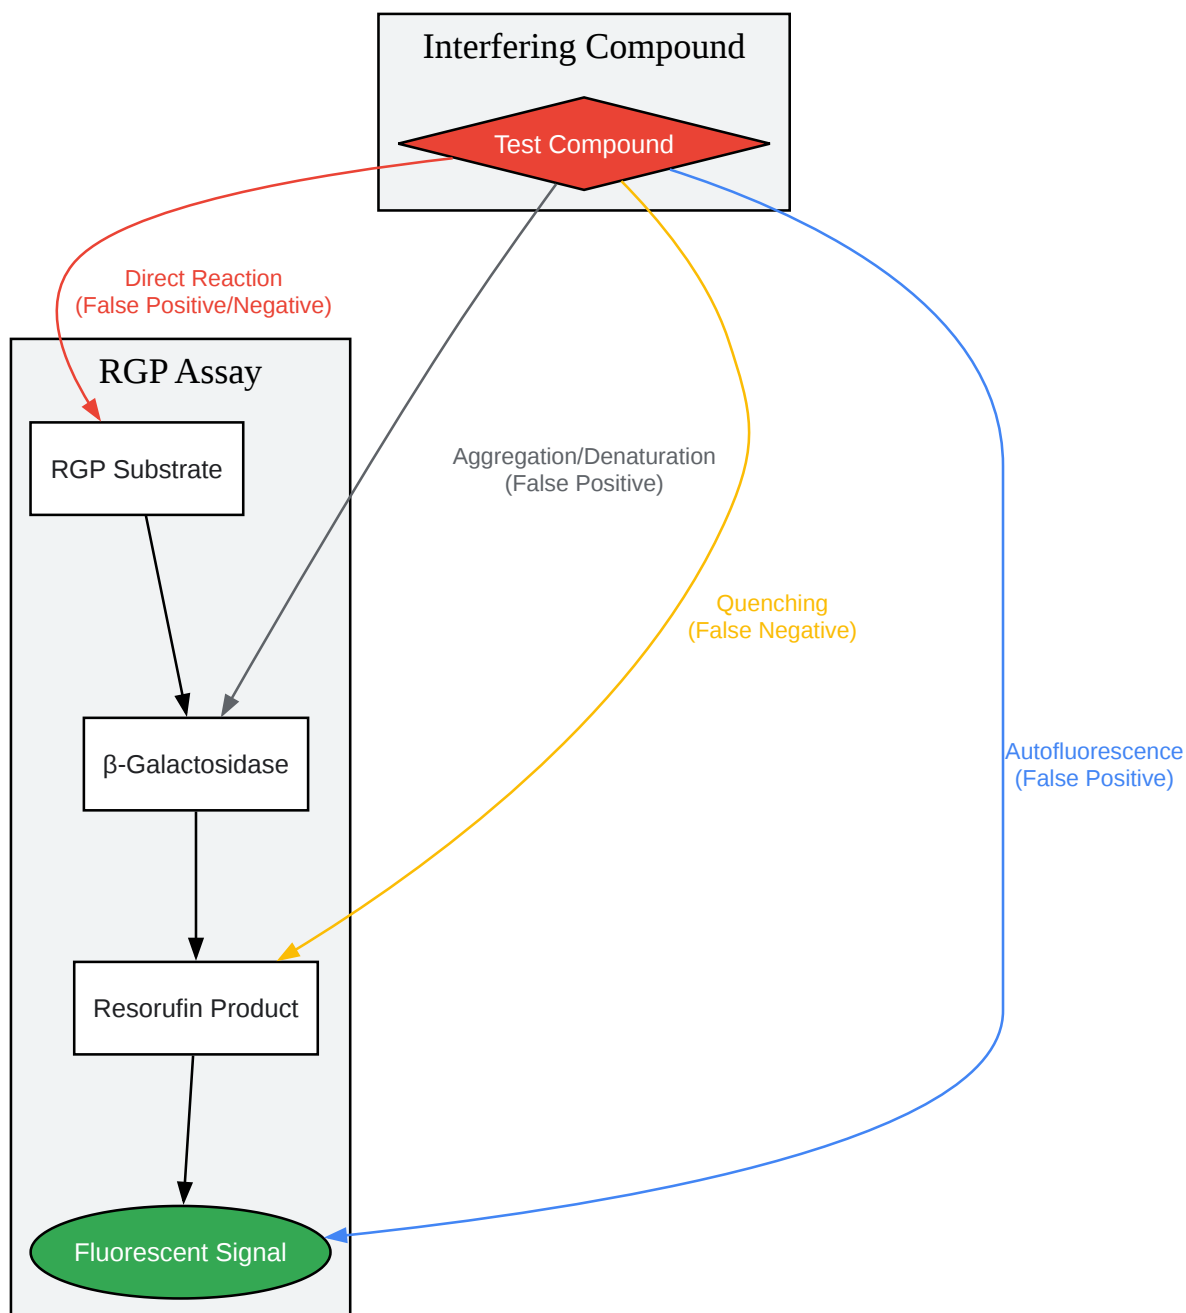 Interfering Compound
Test Compound
Direct Reaction
(False Positive/Negative)
RGP Assay
RGP Substrate
Aggregation/Denaturation
(False Positive)
Quenching
(False Negative)
β-Galactosidase
Autofluorescence
(False Positive)
Resorufin Product
Fluorescent Signal